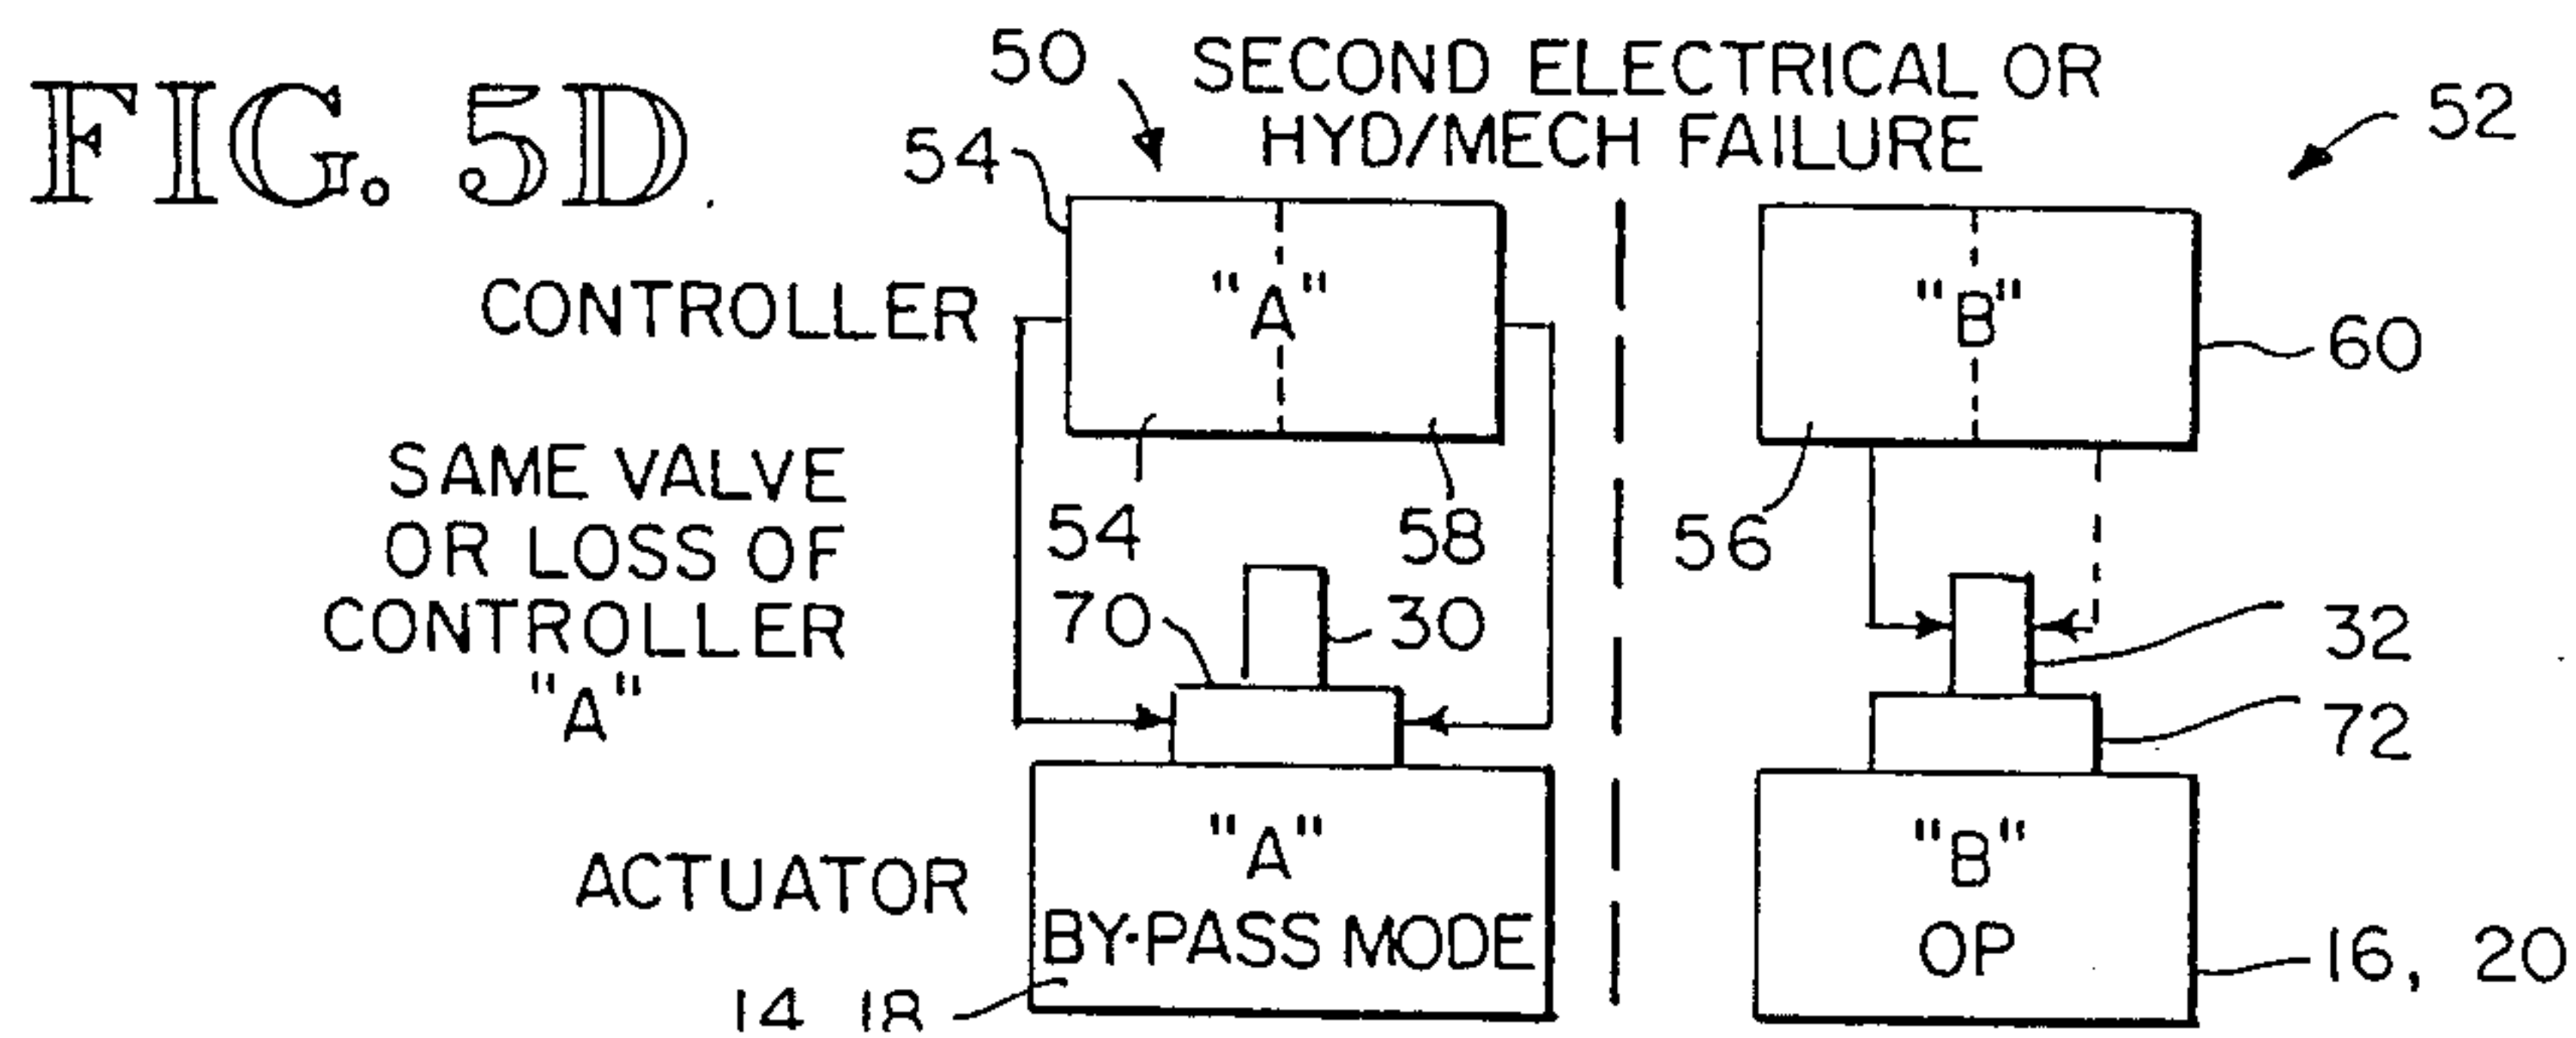 FIG. 5D.
50
SECOND ELECTRICAL OR
HYD/MECH FAILURE
52
54
CONTROLLER
"A"
"B"
60
SAME VALVE
OR LOSS OF
CONTROLLER
"A"
54
58
56
70
30
32
72
ACTUATOR
"A"
BY-PASS MODE
"B"
OP
14 18
16, 20